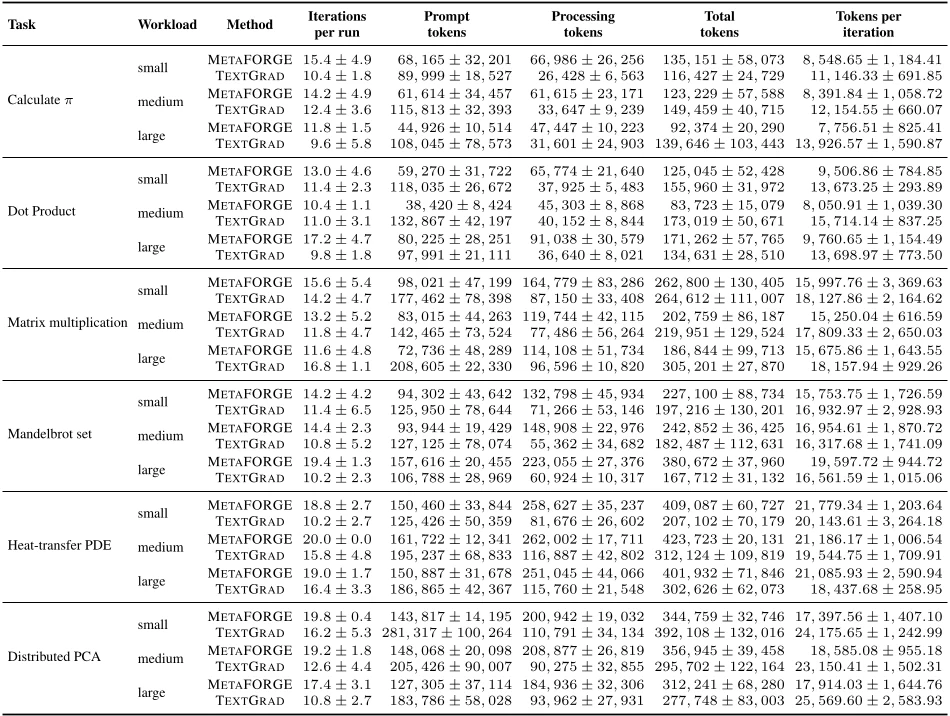 Task Workload Method Iterations per run Prompt tokens Processing tokens Total tokens Tokens per iteration
Calculate π
small
METAFORGE 15.4 ± 4.9 68,165 ± 32,201 66,986 ± 26,256 135,151 ± 58,073 8,548.65 ± 1,184.41
TEXTGRAD 10.4 ± 1.8 89,999 ± 18,527 26,428 ± 6,563 116,427 ± 24,729 11,146.33 ± 691.85
medium
METAFORGE 14.2 ± 4.9 61,614 ± 34,457 61,615 ± 23,171 123,229 ± 57,588 8,391.84 ± 1,058.72
TEXTGRAD 12.4 ± 3.6 115,813 ± 32,393 33,647 ± 9,239 149,459 ± 40,715 12,154.55 ± 660.07
large
METAFORGE 11.8 ± 1.5 44,926 ± 10,514 47,447 ± 10,223 92,374 ± 20,290 7,756.51 ± 825.41
TEXTGRAD 9.6 ± 5.8 108,045 ± 78,573 31,601 ± 24,903 139,646 ± 103,443 13,926.57 ± 1,590.87
Dot Product
small
METAFORGE 13.0 ± 4.6 59,270 ± 31,722 65,774 ± 21,640 125,045 ± 52,428 9,506.86 ± 784.85
TEXTGRAD 11.4 ± 2.3 118,035 ± 26,672 37,925 ± 5,483 155,960 ± 31,972 13,673.25 ± 293.89
medium
METAFORGE 10.4 ± 1.1 38,420 ± 8,424 45,303 ± 8,868 83,723 ± 15,079 8,050.91 ± 1,039.30
TEXTGRAD 11.0 ± 3.1 132,867 ± 42,197 40,152 ± 8,844 173,019 ± 50,671 15,714.14 ± 837.25
large
METAFORGE 17.2 ± 4.7 80,225 ± 28,251 91,038 ± 30,579 171,262 ± 57,765 9,760.65 ± 1,154.49
TEXTGRAD 9.8 ± 1.8 97,991 ± 21,111 36,640 ± 8,021 134,631 ± 28,510 13,698.97 ± 773.50
Matrix multiplication
small
METAFORGE 15.6 ± 5.4 98,021 ± 47,199 164,779 ± 83,286 262,800 ± 130,405 15,997.76 ± 3,369.63
TEXTGRAD 14.2 ± 4.7 177,462 ± 78,398 87,150 ± 33,408 264,612 ± 111,007 18,127.86 ± 2,164.62
medium
METAFORGE 13.2 ± 5.2 83,015 ± 44,263 119,744 ± 42,115 202,759 ± 86,187 15,250.04 ± 616.59
TEXTGRAD 11.8 ± 4.7 142,465 ± 73,524 77,486 ± 56,264 219,951 ± 129,524 17,809.33 ± 2,650.03
large
METAFORGE 11.6 ± 4.8 72,736 ± 48,289 114,108 ± 51,734 186,844 ± 99,713 15,675.86 ± 1,643.55
TEXTGRAD 16.8 ± 1.1 208,605 ± 22,330 96,596 ± 10,820 305,201 ± 27,870 18,157.94 ± 929.26
Mandelbrot set
small
METAFORGE 14.2 ± 4.2 94,302 ± 43,642 132,798 ± 45,934 227,100 ± 88,734 15,753.75 ± 1,726.59
TEXTGRAD 11.4 ± 6.5 125,950 ± 78,644 71,266 ± 53,146 197,216 ± 130,201 16,932.97 ± 2,928.93
medium
METAFORGE 14.4 ± 2.3 93,944 ± 19,429 148,908 ± 22,976 242,852 ± 36,425 16,954.61 ± 1,870.72
TEXTGRAD 10.8 ± 5.2 127,125 ± 78,074 55,362 ± 34,682 182,487 ± 112,631 16,317.68 ± 1,741.09
large
METAFORGE 19.4 ± 1.3 157,616 ± 20,455 223,055 ± 27,376 380,672 ± 37,960 19,597.72 ± 944.72
TEXTGRAD 10.2 ± 2.3 106,788 ± 28,969 60,924 ± 10,317 167,712 ± 31,132 16,561.59 ± 1,015.06
Heat-transfer PDE
small
METAFORGE 18.8 ± 2.7 150,460 ± 33,844 258,627 ± 35,237 409,087 ± 60,727 21,779.34 ± 1,203.64
TEXTGRAD 10.2 ± 2.7 125,426 ± 50,359 81,676 ± 26,602 207,102 ± 70,179 20,143.61 ± 3,264.18
medium
METAFORGE 20.0 ± 0.0 161,722 ± 12,341 262,002 ± 17,711 423,723 ± 20,131 21,186.17 ± 1,006.54
TEXTGRAD 15.8 ± 4.8 195,237 ± 68,833 116,887 ± 42,802 312,124 ± 109,819 19,544.75 ± 1,709.91
large
METAFORGE 19.0 ± 1.7 150,887 ± 31,678 251,045 ± 44,066 401,932 ± 71,846 21,085.93 ± 2,590.94
TEXTGRAD 16.4 ± 3.3 186,865 ± 42,367 115,760 ± 21,548 302,626 ± 62,073 18,437.68 ± 258.95
Distributed PCA
small
METAFORGE 19.8 ± 0.4 143,817 ± 14,195 200,942 ± 19,032 344,759 ± 32,746 17,397.56 ± 1,407.10
TEXTGRAD 16.2 ± 5.3 281,317 ± 100,264 110,791 ± 34,134 392,108 ± 132,016 24,175.65 ± 1,242.99
medium
METAFORGE 19.2 ± 1.8 148,068 ± 20,098 208,877 ± 26,819 356,945 ± 39,458 18,585.08 ± 955.18
TEXTGRAD 12.6 ± 4.4 205,426 ± 90,007 90,275 ± 32,855 295,702 ± 122,164 23,150.41 ± 1,502.31
large
METAFORGE 17.4 ± 3.1 127,305 ± 37,114 184,936 ± 32,306 312,241 ± 68,280 17,914.03 ± 1,644.76
TEXTGRAD 10.8 ± 2.7 183,786 ± 58,028 93,962 ± 27,931 277,748 ± 83,003 25,569.60 ± 2,583.93